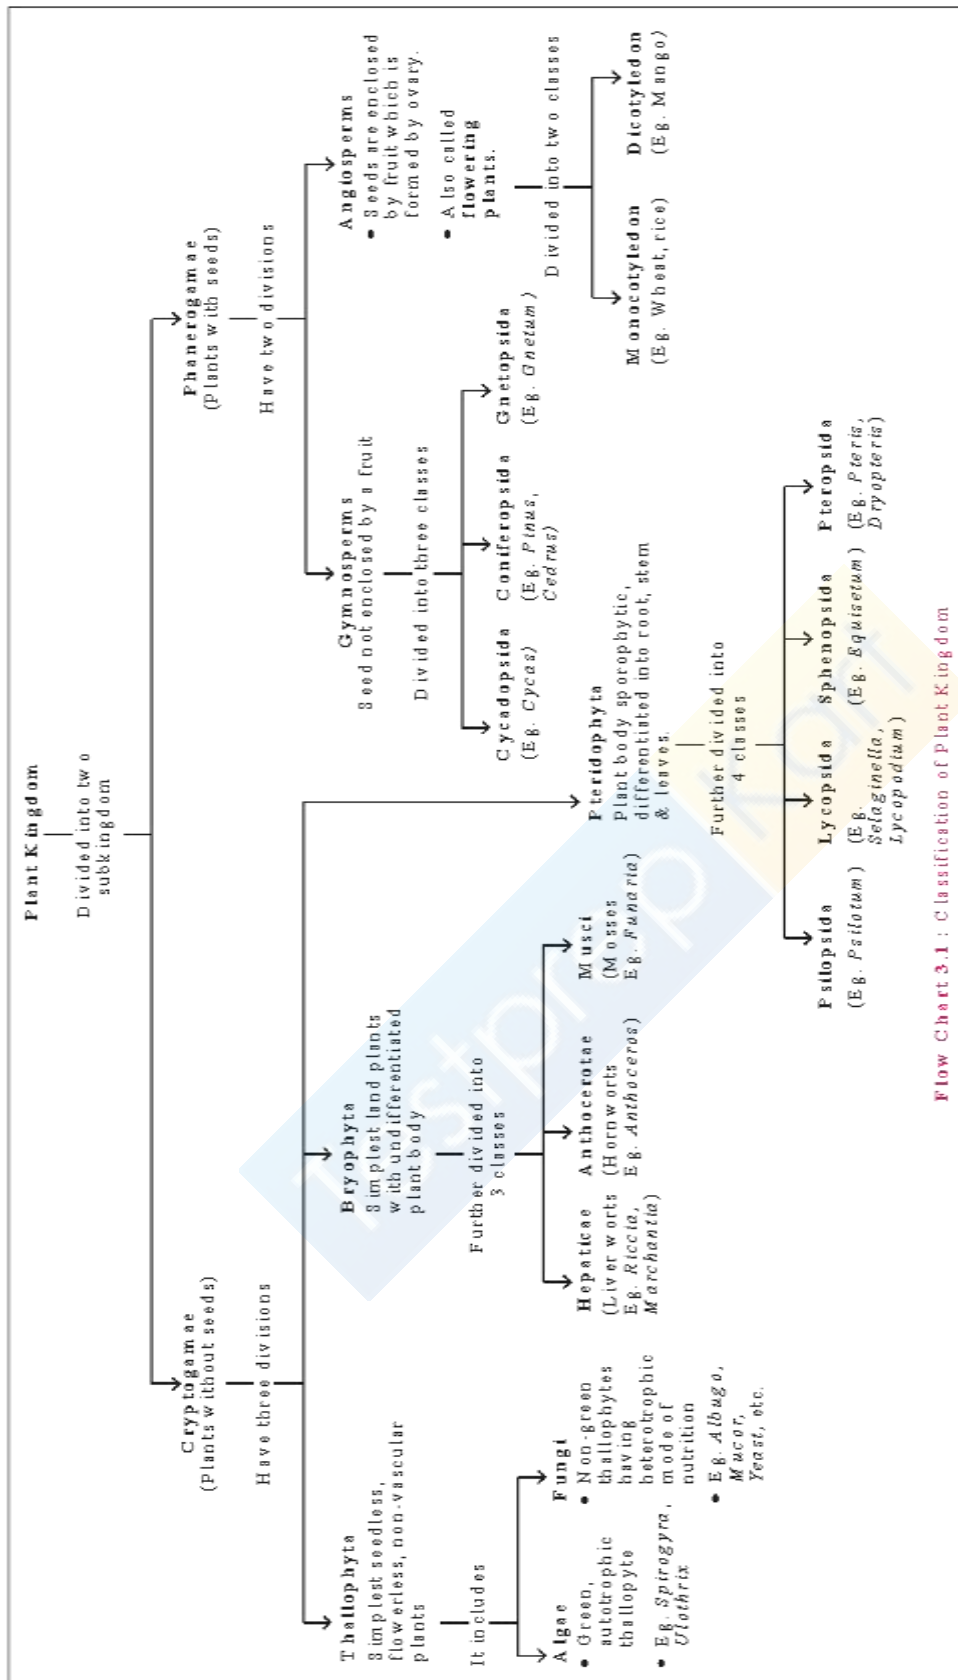 Plant Kingdom
Divided into two
subkingdom
Cryptogamae
(Plants without seeds)
Have three divisions
Thallophyta
Simplest seedless,
flowerless, non-vascular
plants
It includes
Algae
• Green,
autotrophic
thallopyte
• Eg. Spirogyra,
Ulothrix
Fungi
• Non-green
thallophytes
having
heterotrophic
mode of
nutrition
• Eg. Albugo,
Mucor,
Yeast, etc.
Bryophyta
Simplest land plants
with undifferentiated
plant body
Further divided into
3 classes
Hepaticae
(Liver worts
Eg. Riccia,
Marchantia)
Anthocerotae
(Hornworts
Eg. Anthoceros)
Musci
(Mosses
Eg. Funaria)
Pteridophyta
Plant body sporophytic,
differentiated into root, stem
& leaves.
Further divided into
4 classes
Psilopsida
(Eg. Psilotum)
Lycopsida
(Eg.
Selaginella,
Lycopodium)
Sphenopsida
(Eg. Equisetum)
Pteropsida
(Eg. Pteris,
Dryopteris)
Phanerogamae
(Plants with seeds)
Have two divisions
Gymnosperms
Seed not enclosed by a fruit
Divided into three classes
Cycadopsida
(Eg. Cycas)
Coniferopsida
(Eg. Pinus,
Cedrus)
Gnetopsida
(Eg. Gnetum)
Angiosperms
• Seeds are enclosed
by fruit which is
formed by ovary.
• Also called
flowering
plants.
Divided into two classes
Monocotyledon
(Eg. Wheat, rice)
Dicotyledon
(Eg. Mango)
Flow Chart 3.1 : Classification of Plant Kingdom
Testprep Kart